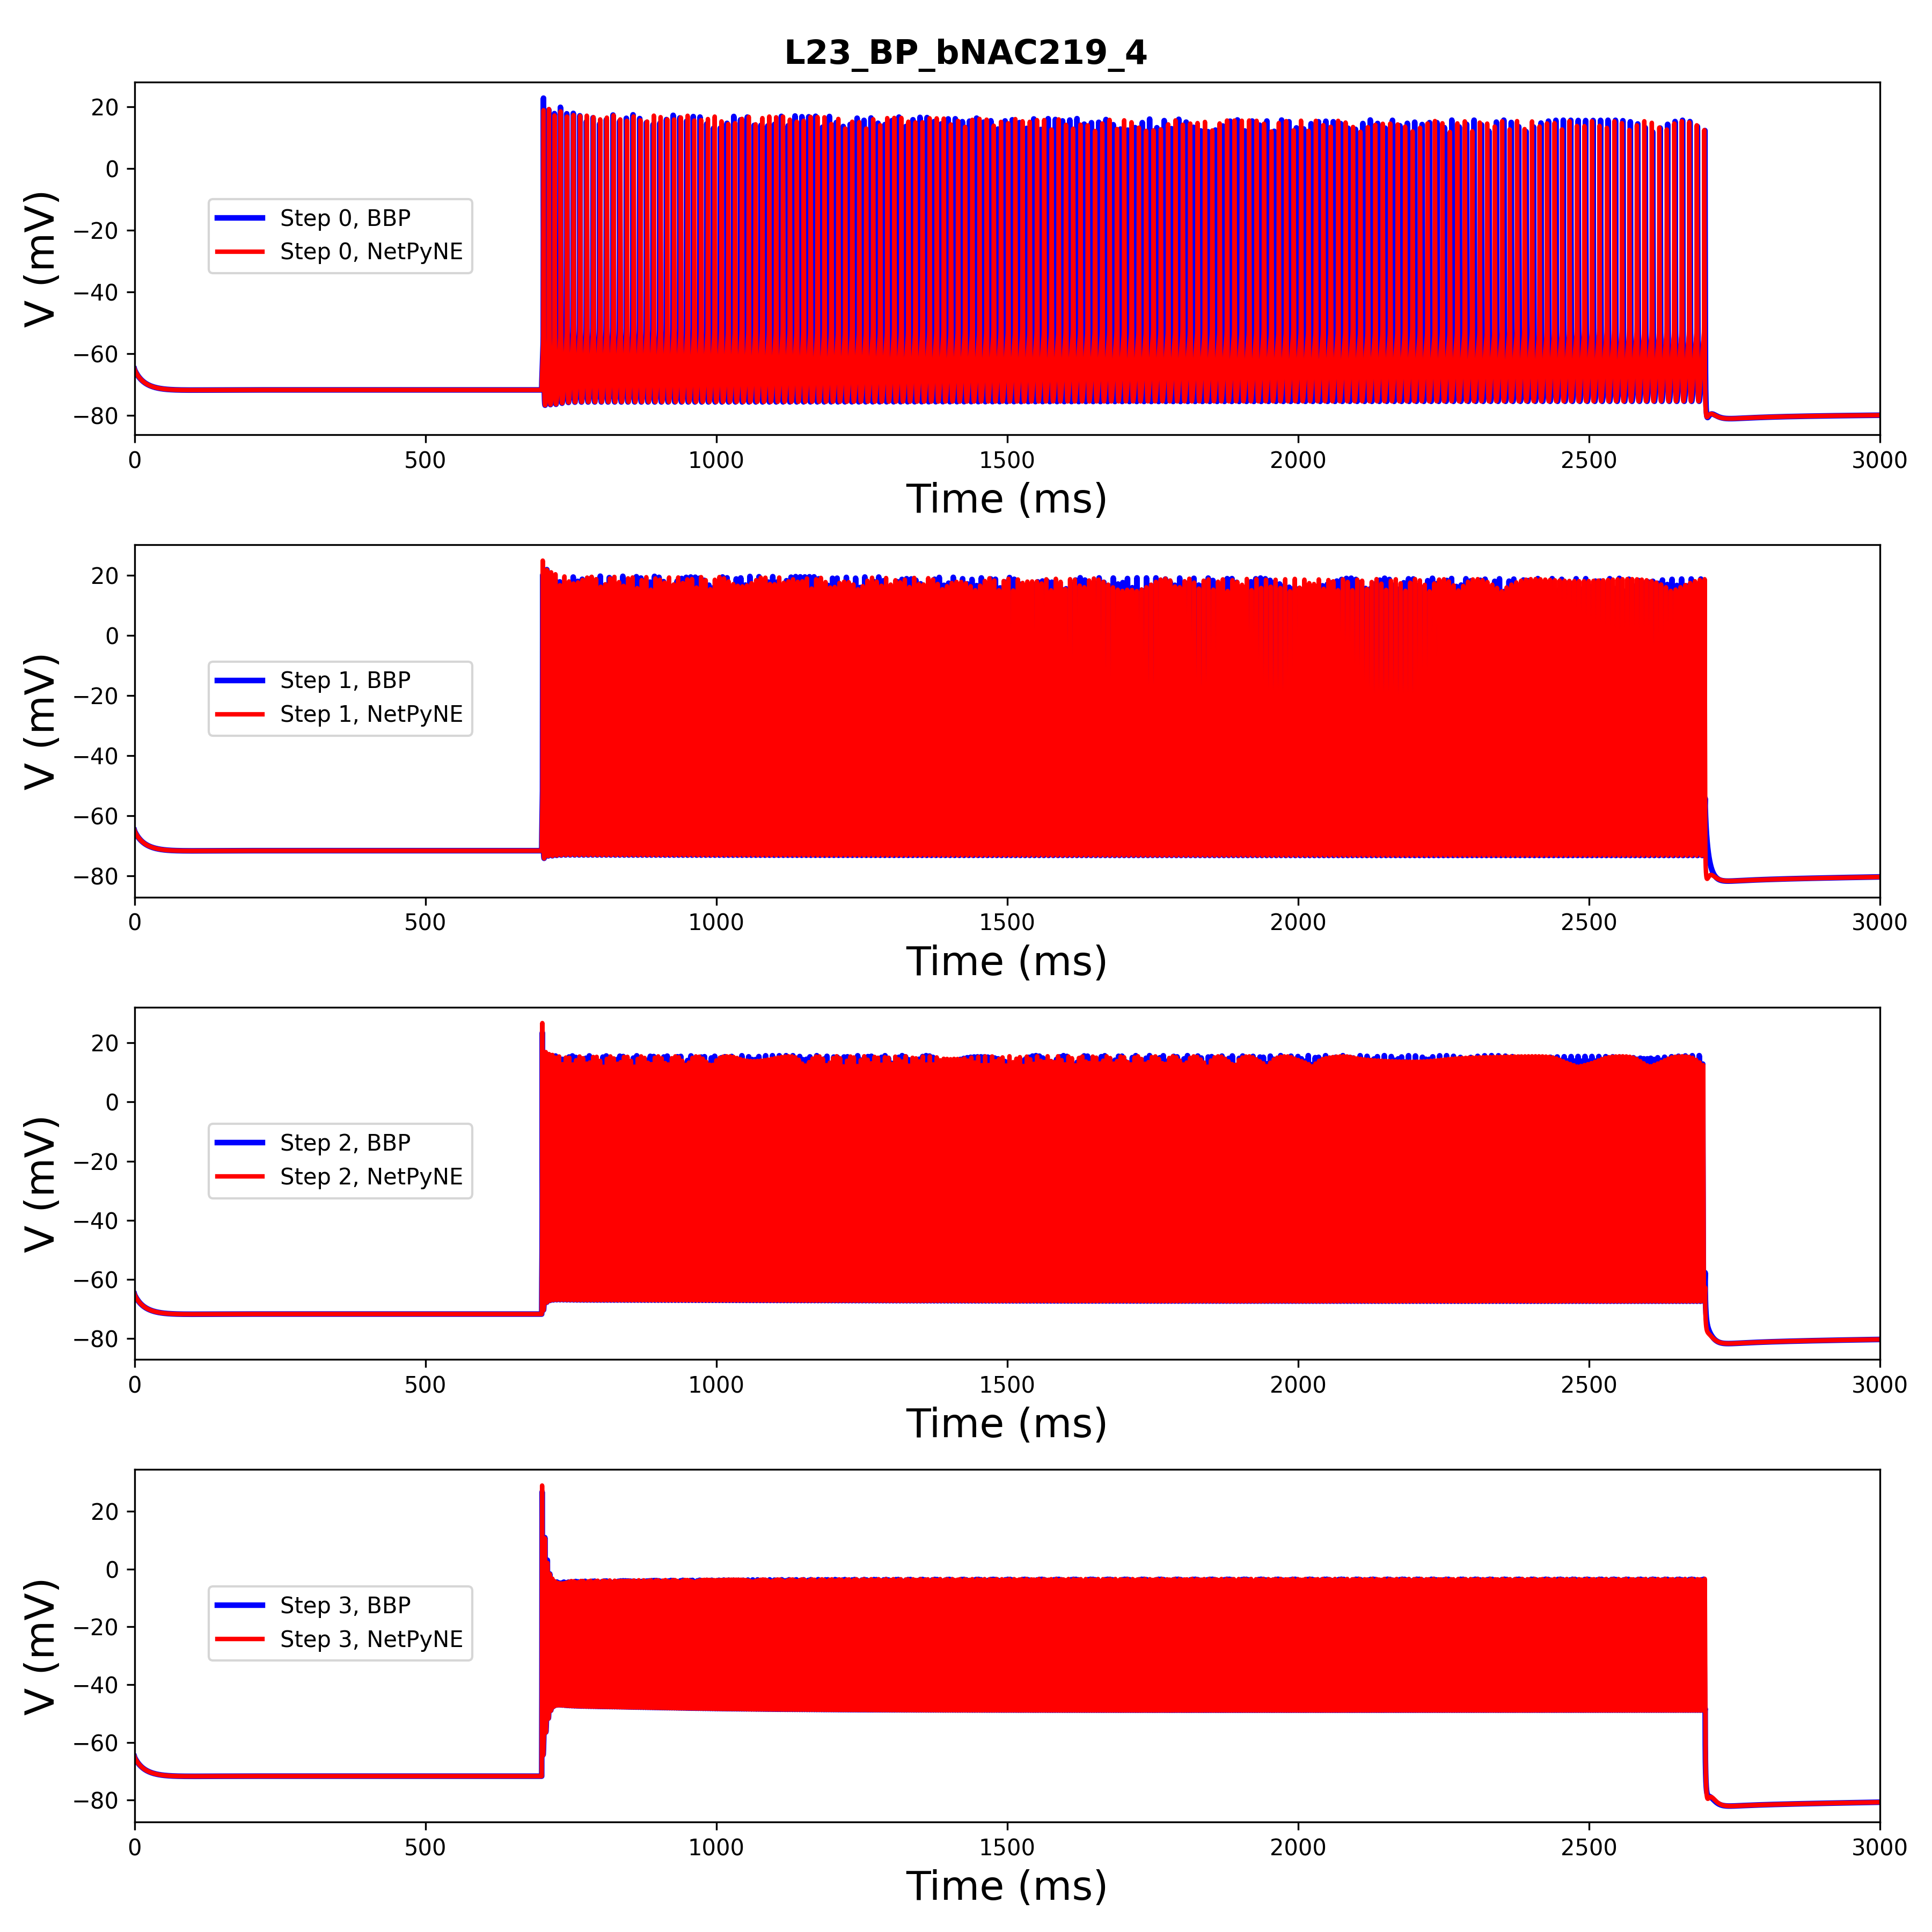 L23_BP_bNAC219_4
20
0
−20
−40
−60
−80
V (mV)
Step 0, BBP
Step 0, NetPyNE
0 500 1000 1500 2000 2500 3000
Time (ms)
20
0
−20
−40
−60
−80
V (mV)
Step 1, BBP
Step 1, NetPyNE
0 500 1000 1500 2000 2500 3000
Time (ms)
20
0
−20
−40
−60
−80
V (mV)
Step 2, BBP
Step 2, NetPyNE
0 500 1000 1500 2000 2500 3000
Time (ms)
20
0
−20
−40
−60
−80
V (mV)
Step 3, BBP
Step 3, NetPyNE
0 500 1000 1500 2000 2500 3000
Time (ms)